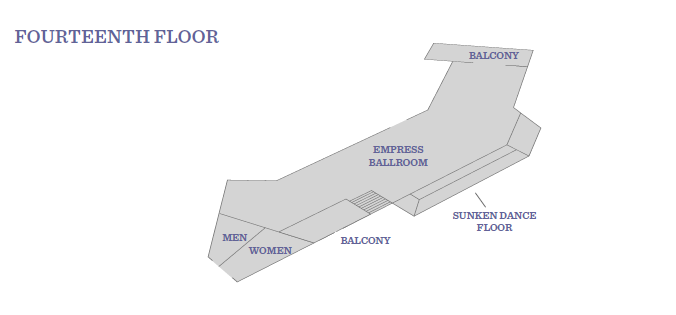 FOURTEENTH FLOOR
BALCONY
EMPRESS
BALLROOM
SUNKEN DANCE
FLOOR
MEN
WOMEN
BALCONY